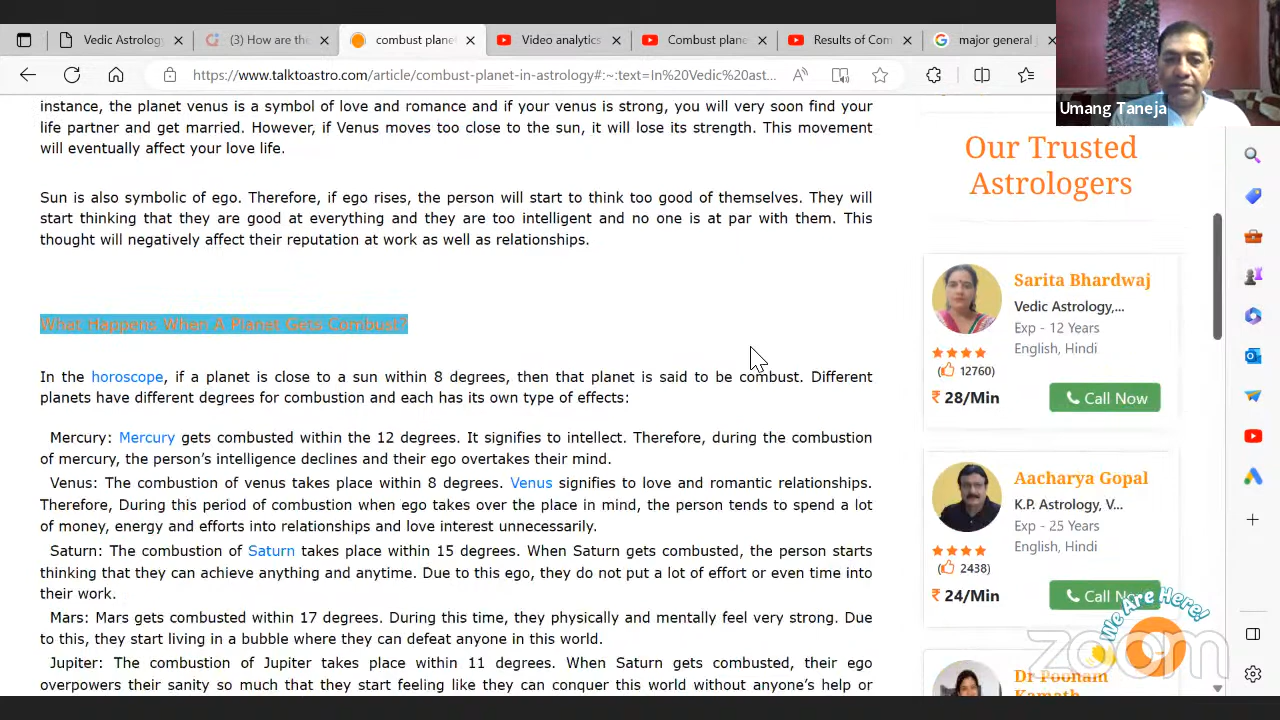 Vedic Astrolog
(3) How are the
combust plane
Video analytics
Combust plane
Results of Com
major general
https://www.talktoastro.com/article/combust-planet-in-astrology#:~:text=In%20Vedic%20ast...
Umang Taneja
instance, the planet venus is a symbol of love and romance and if your venus is strong, you will very soon find your
life partner and get married. However, if Venus moves too close to the sun, it will lose its strength. This movement
will eventually affect your love life.
Sun is also symbolic of ego. Therefore, if ego rises, the person will start to think too good of themselves. They will
start thinking that they are good at everything and they are too intelligent and no one is at par with them. This
thought will negatively affect their reputation at work as well as relationships.
What Happens When A Planet Gets Combust?
In the horoscope, if a planet is close to a sun within 8 degrees, then that planet is said to be combust. Different
planets have different degrees for combustion and each has its own type of effects:
Mercury: Mercury gets combusted within the 12 degrees. It signifies to intellect. Therefore, during the combustion
of mercury, the person's intelligence declines and their ego overtakes their mind.
Venus: The combustion of venus takes place within 8 degrees. Venus signifies to love and romantic relationships.
Therefore, During this period of combustion when ego takes over the place in mind, the person tends to spend a lot
of money, energy and efforts into relationships and love interest unnecessarily.
Saturn: The combustion of Saturn takes place within 15 degrees. When Saturn gets combusted, the person starts
thinking that they can achieve anything and anytime. Due to this ego, they do not put a lot of effort or even time into
their work.
Mars: Mars gets combusted within 17 degrees. During this time, they physically and mentally feel very strong. Due
to this, they start living in a bubble where they can defeat anyone in this world.
Jupiter: The combustion of Jupiter takes place within 11 degrees. When Saturn gets combusted, their ego
overpowers their sanity so much that they start feeling like they can conquer this world without anyone's help or
Our Trusted
Astrologers
Sarita Bhardwaj
Vedic Astrology,...
Exp - 12 Years
English, Hindi
(12760)
₹ 28/Min
Call Now
Aacharya Gopal
K.P. Astrology, V...
Exp - 25 Years
English, Hindi
(2438)
₹ 24/Min
Call Now
We Are Here!
zoom
Dr Poonam
Kamath